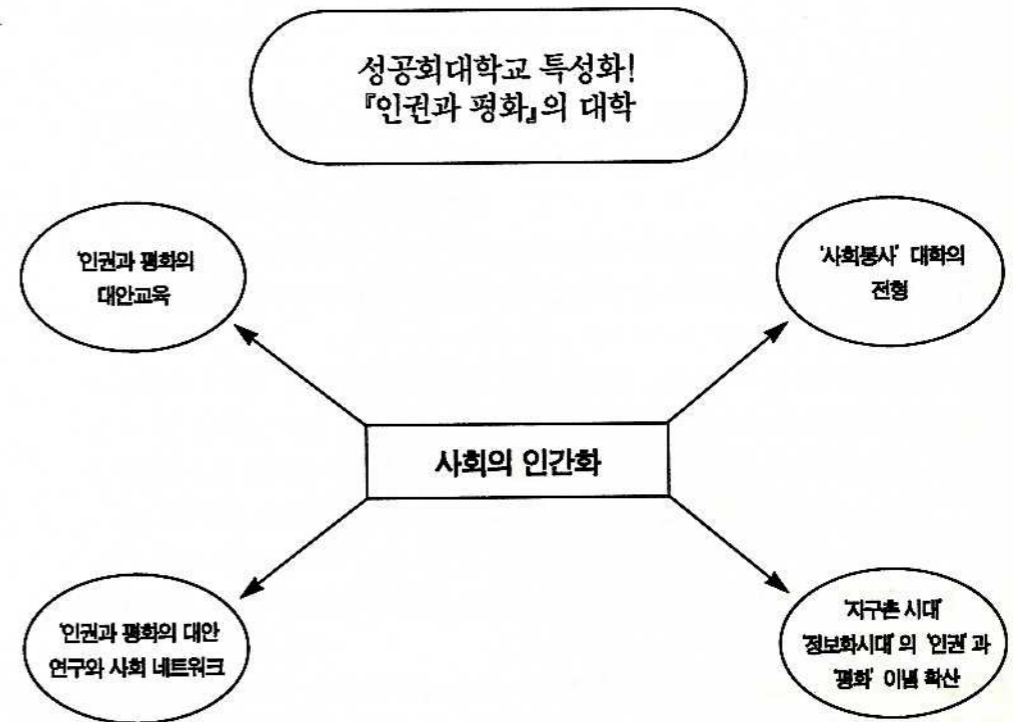 성공회대학교 특성화!
『인권과 평화』의 대학
'인권과 평화의
대안교육
'사회봉사' 대학의
전형
사회의 인간화
'인권과 평화의 대안
연구와 사회 네트워크
'지구촌 시대'
'정보화시대'의 '인권'과
'평화' 이념 확산